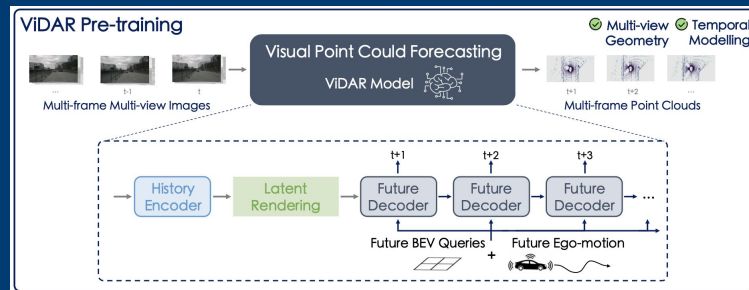 ViDAR Pre-training
Multi-view Geometry
Temporal Modelling
Visual Point Could Forecasting
ViDAR Model
...
t-1
t
Multi-frame Multi-view Images
t+1
t+2
...
Multi-frame Point Clouds
t+1
t+2
t+3
History Encoder
Latent Rendering
Future Decoder
Future Decoder
Future Decoder
...
Future BEV Queries
+
Future Ego-motion